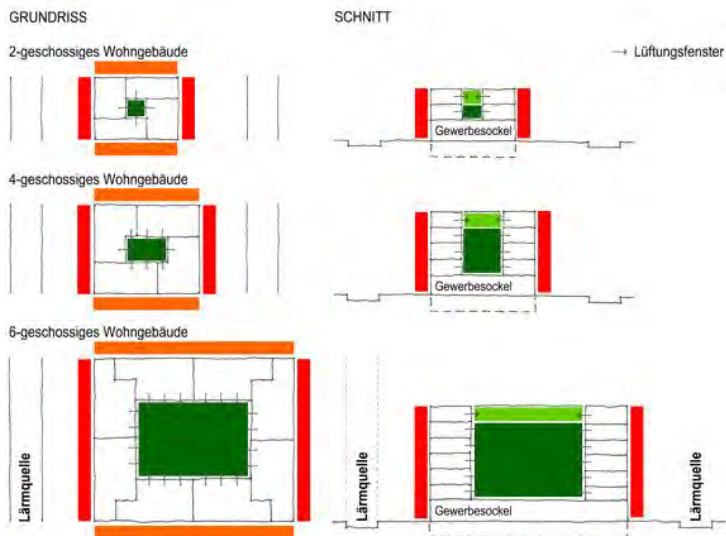 GRUNDRISS
SCHNITT
2-geschossiges Wohngebäude
→ Lüftungsfenster
Gewerbesockel
4-geschossiges Wohngebäude
Gewerbesockel
6-geschossiges Wohngebäude
Lärmquelle
Lärmquelle
Lärmquelle
Gewerbesockel